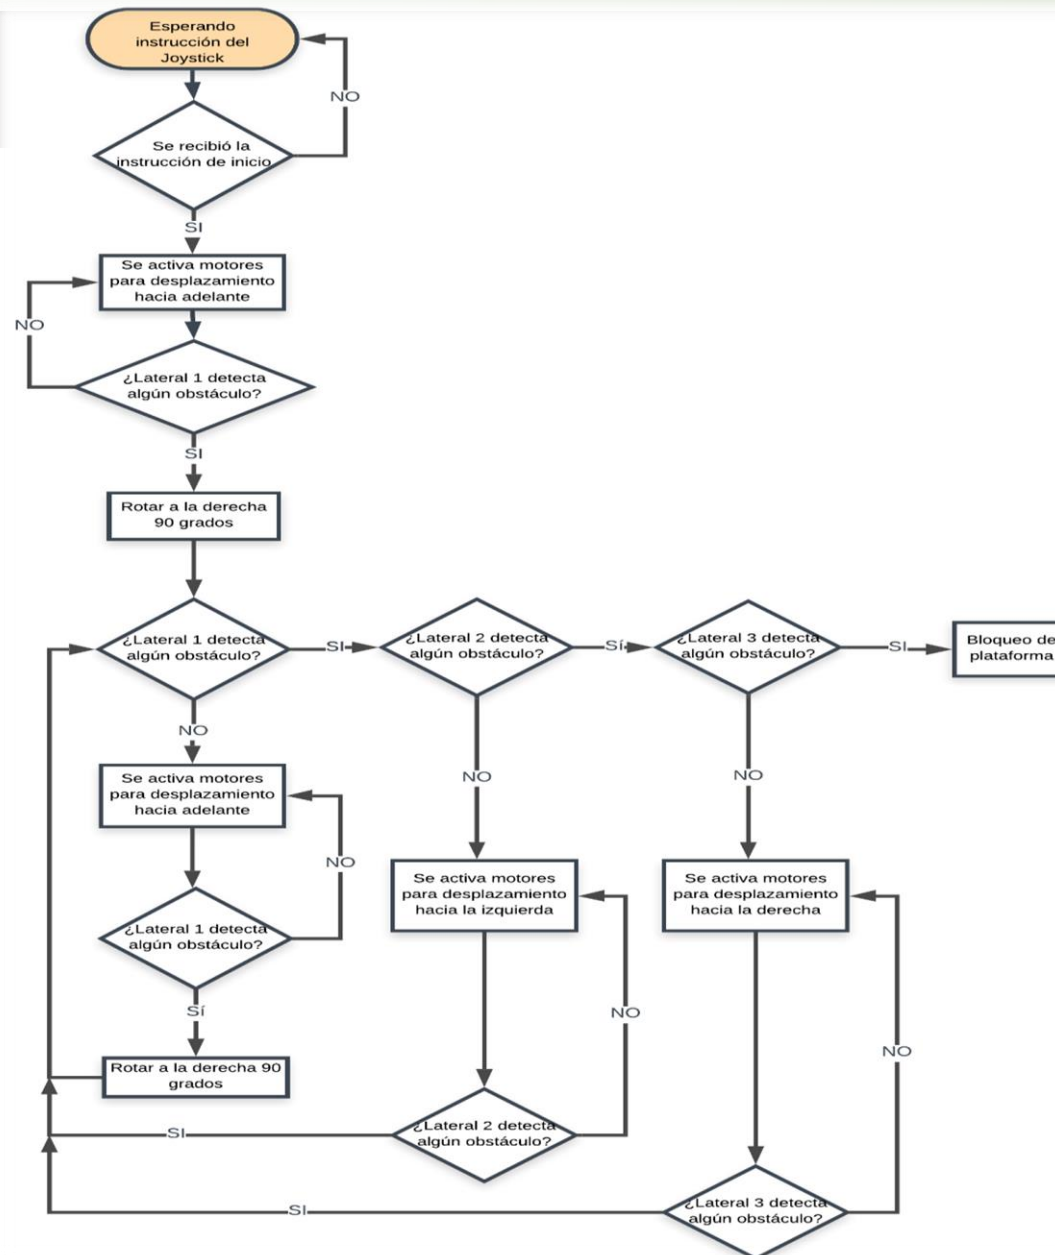 Esperando
instrucción del
Joystick
NO
Se recibió la
instrucción de inicio
SI
Se activa motores
para desplazamiento
hacia adelante
NO
¿Lateral 1 detecta
algún obstáculo?
SI
Rotar a la derecha
90 grados
¿Lateral 1 detecta
algún obstáculo?
SI
¿Lateral 2 detecta
algún obstáculo?
Sí
¿Lateral 3 detecta
algún obstáculo?
SI
Bloqueo de
plataforma
NO
Se activa motores
para desplazamiento
hacia adelante
NO
¿Lateral 1 detecta
algún obstáculo?
Sí
Rotar a la derecha 90
grados
NO
Se activa motores
para desplazamiento
hacia la izquierda
NO
¿Lateral 2 detecta
algún obstáculo?
SI
NO
Se activa motores
para desplazamiento
hacia la derecha
NO
¿Lateral 3 detecta
algún obstáculo?
SI